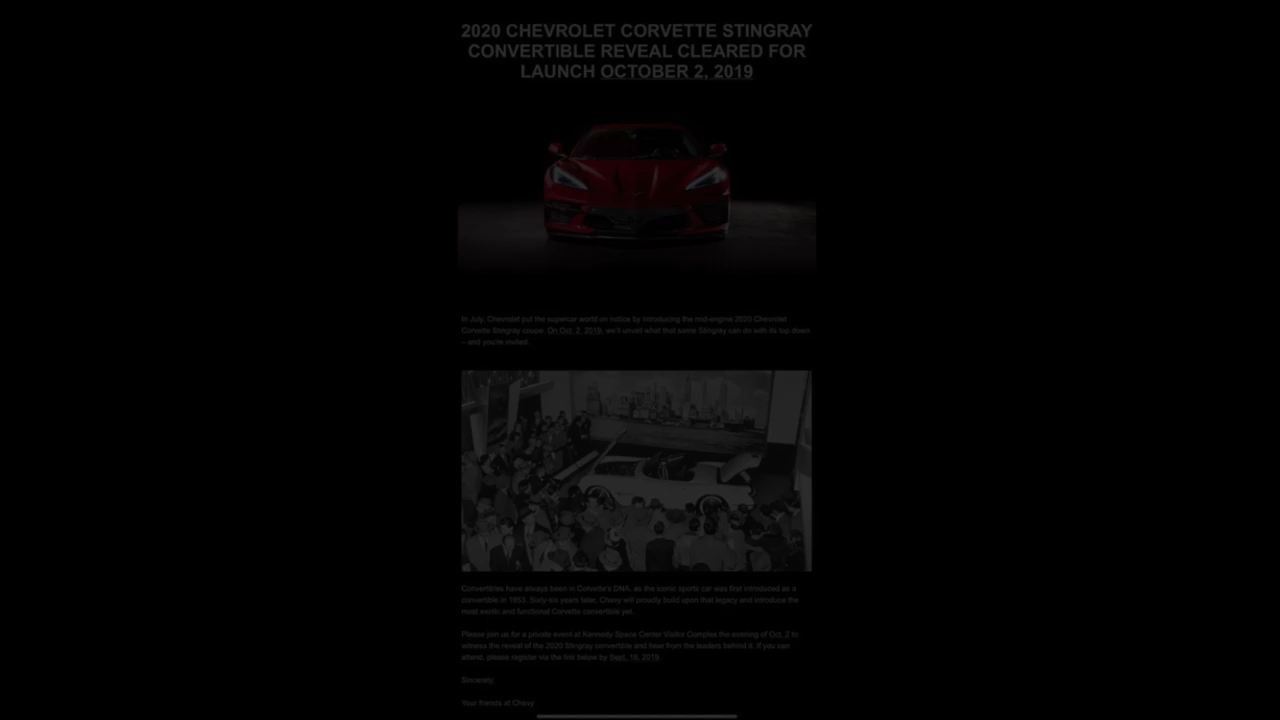 2020 CHEVROLET CORVETTE STINGRAY
CONVERTIBLE REVEAL CLEARED FOR
LAUNCH OCTOBER 2, 2019
In July, Chevrolet put the supercar world on notice by introducing the mid-engine 2020 Chevrolet
Corvette Stingray coupe. On Oct. 2, 2019, we'll unveil what that same Stingray can do with its top down
– and you're invited.
Convertibles have always been in Corvette's DNA, as the iconic sports car was first introduced as a
convertible in 1953. Sixty-six years later, Chevy will proudly build upon that legacy and introduce the
most exotic and functional Corvette convertible yet.
Please join us for a private event at Kennedy Space Center Visitor Complex the evening of Oct. 2 to
witness the reveal of the 2020 Stingray convertible and hear from the leaders behind it. If you can
attend, please register via the link below by Sept. 18, 2019.
Sincerely,
Your friends at Chevy